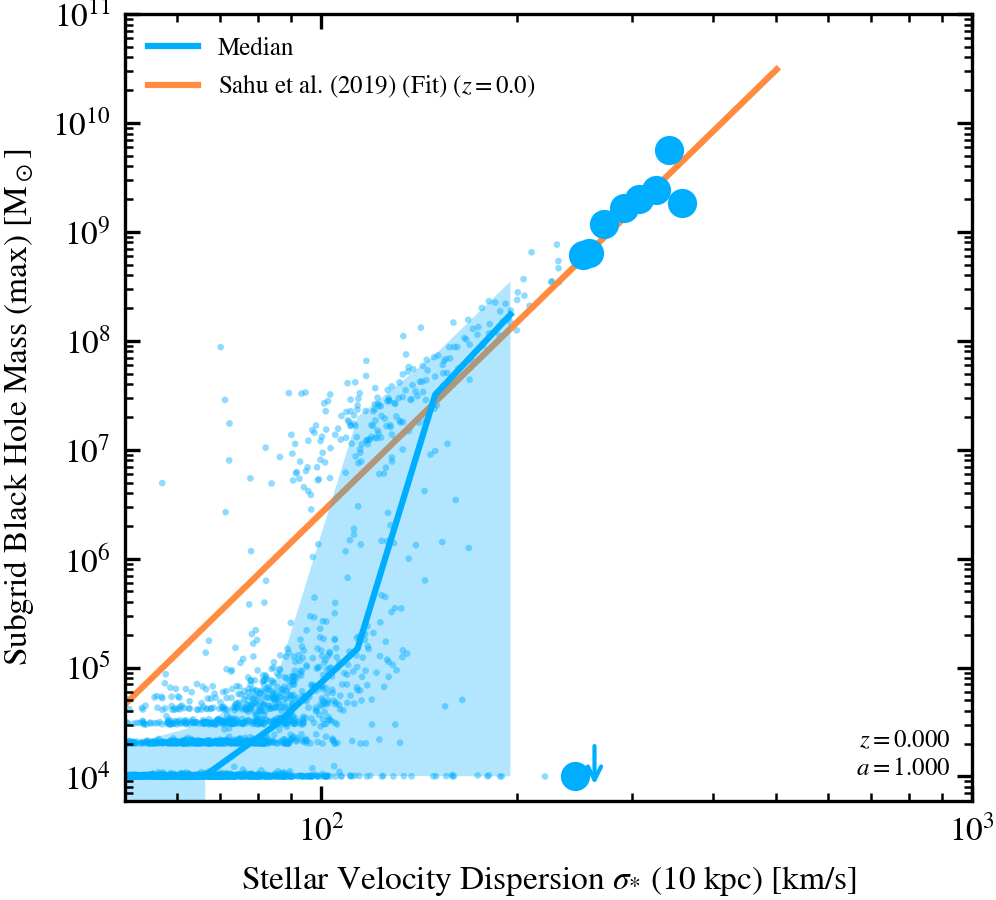 Median
Sahu et al. (2019) (Fit) (z = 0.0)
10¹¹
10¹⁰
10⁹
10⁸
10⁷
10⁶
10⁵
10⁴
Subgrid Black Hole Mass (max) [M⊙]
z = 0.000
a = 1.000
10² 10³
Stellar Velocity Dispersion σ* (10 kpc) [km/s]